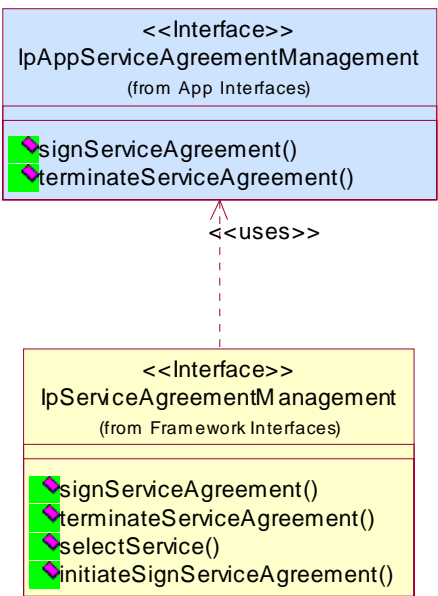 <<Interface>>
IpAppServiceAgreementManagement
(from App Interfaces)
signServiceAgreement()
terminateServiceAgreement()
<<uses>>
<<Interface>>
IpServiceAgreementManagement
(from Framework Interfaces)
signServiceAgreement()
terminateServiceAgreement()
selectService()
initiateSignServiceAgreement()